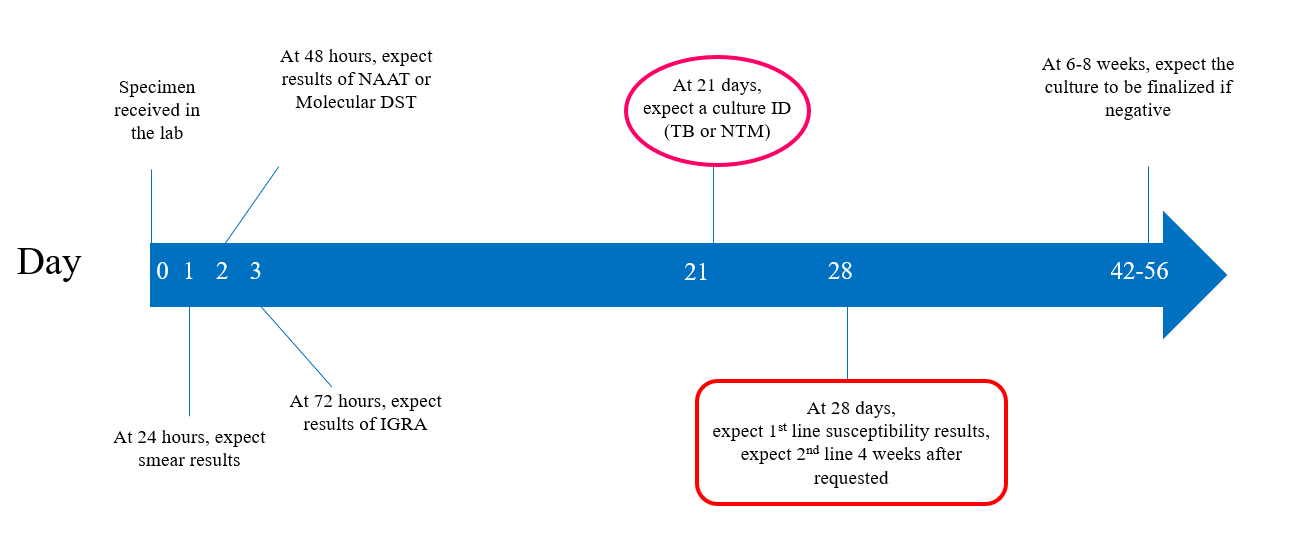 Specimen
received in
the lab
At 48 hours, expect
results of NAAT or
Molecular DST
At 21 days,
expect a culture ID
(TB or NTM)
At 6-8 weeks, expect the
culture to be finalized if
negative
Day
0 1 2 3 21 28 42-56
At 24 hours, expect
smear results
At 72 hours, expect
results of IGRA
At 28 days,
expect 1st line susceptibility results,
expect 2nd line 4 weeks after
requested